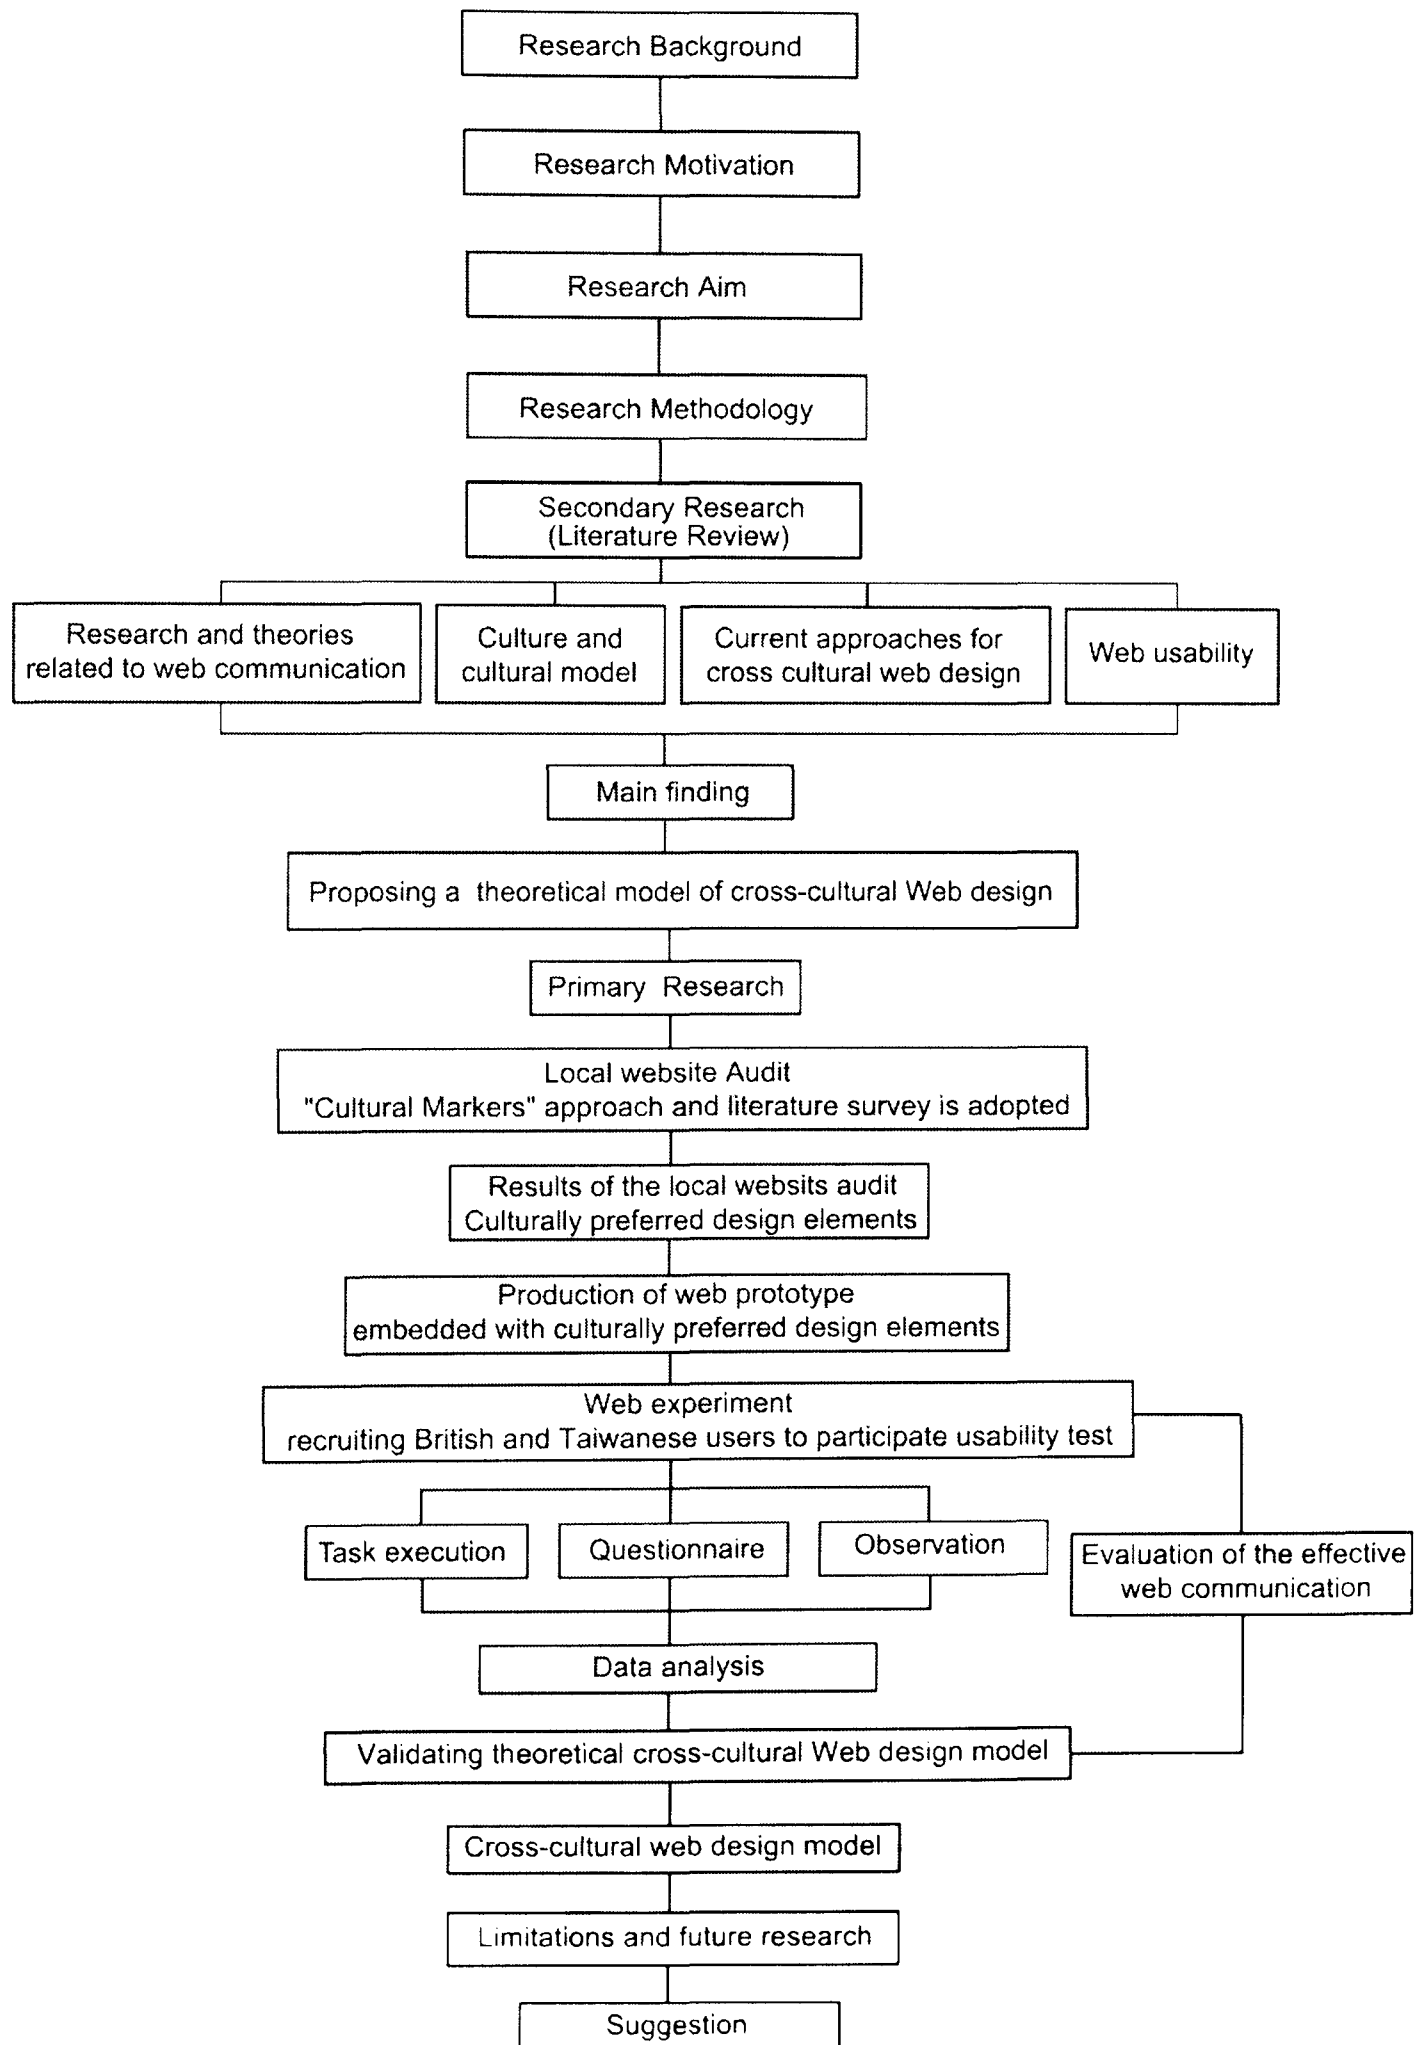 Research Background
Research Motivation
Research Aim
Research Methodology
Secondary Research
(Literature Review)
Research and theories
related to web communication
Culture and
cultural model
Current approaches for
cross cultural web design
Web usability
Main finding
Proposing a theoretical model of cross-cultural Web design
Primary Research
Local website Audit
"Cultural Markers" approach and literature survey is adopted
Results of the local websits audit
Culturally preferred design elements
Production of web prototype
embedded with culturally preferred design elements
Web experiment
recruiting British and Taiwanese users to participate usability test
Task execution
Questionnaire
Observation
Evaluation of the effective
web communication
Data analysis
Validating theoretical cross-cultural Web design model
Cross-cultural web design model
Limitations and future research
Suggestion